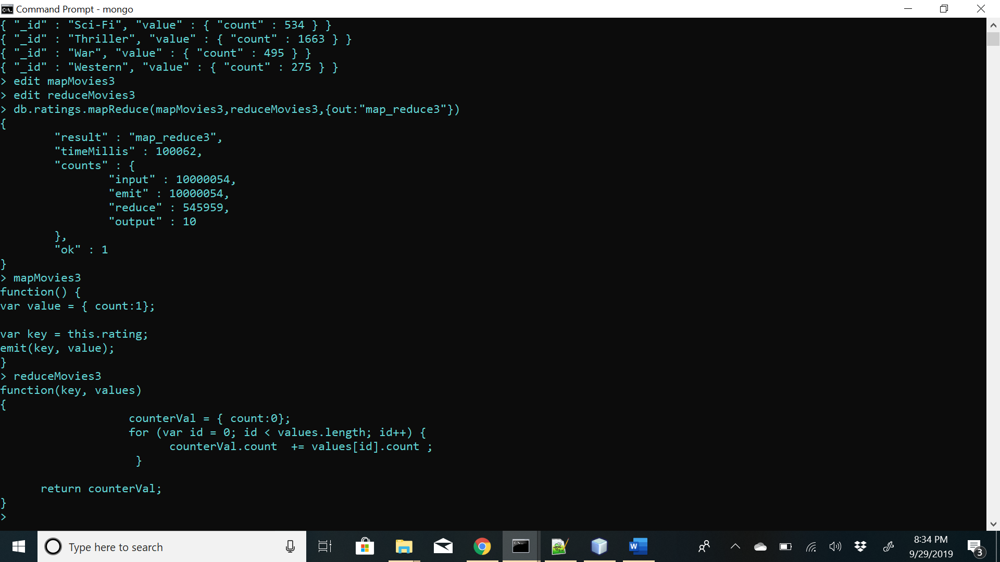 Command Prompt - mongo
{ "_id" : "Sci-Fi", "value" : { "count" : 534 } }
{ "_id" : "Thriller", "value" : { "count" : 1663 } }
{ "_id" : "War", "value" : { "count" : 495 } }
{ "_id" : "Western", "value" : { "count" : 275 } }
> edit mapMovies3
> edit reduceMovies3
> db.ratings.mapReduce(mapMovies3,reduceMovies3,{out:"map_reduce3"})
{
        "result" : "map_reduce3",
        "timeMillis" : 100062,
        "counts" : {
                "input" : 10000054,
                "emit" : 10000054,
                "reduce" : 545959,
                "output" : 10
        },
        "ok" : 1
}
> mapMovies3
function() {
var value = { count:1};

var key = this.rating;
emit(key, value);
}
> reduceMovies3
function(key, values)
{
                   counterVal = { count:0};
                   for (var id = 0; id < values.length; id++) {
                         counterVal.count  += values[id].count ;
                    }

      return counterVal;
}
>
Type here to search
8:34 PM
9/29/2019
3